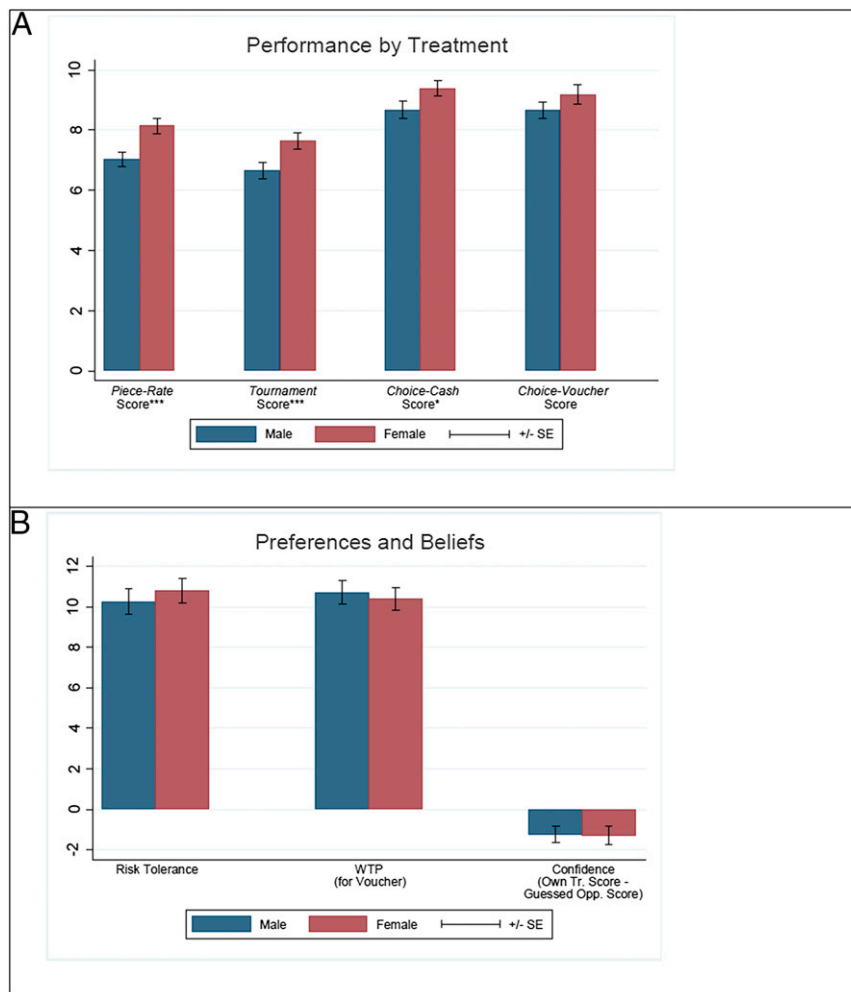 A
Performance by Treatment
10
8
6
4
2
0
Piece-Rate Score***
Tournament Score***
Choice-Cash Score*
Choice-Voucher Score
Male Female +/- SE
B
Preferences and Beliefs
12
10
8
6
4
2
0
-2
Risk Tolerance
WTP
(for Voucher)
Confidence
(Own Tr. Score -
Guessed Opp. Score)
Male Female +/- SE